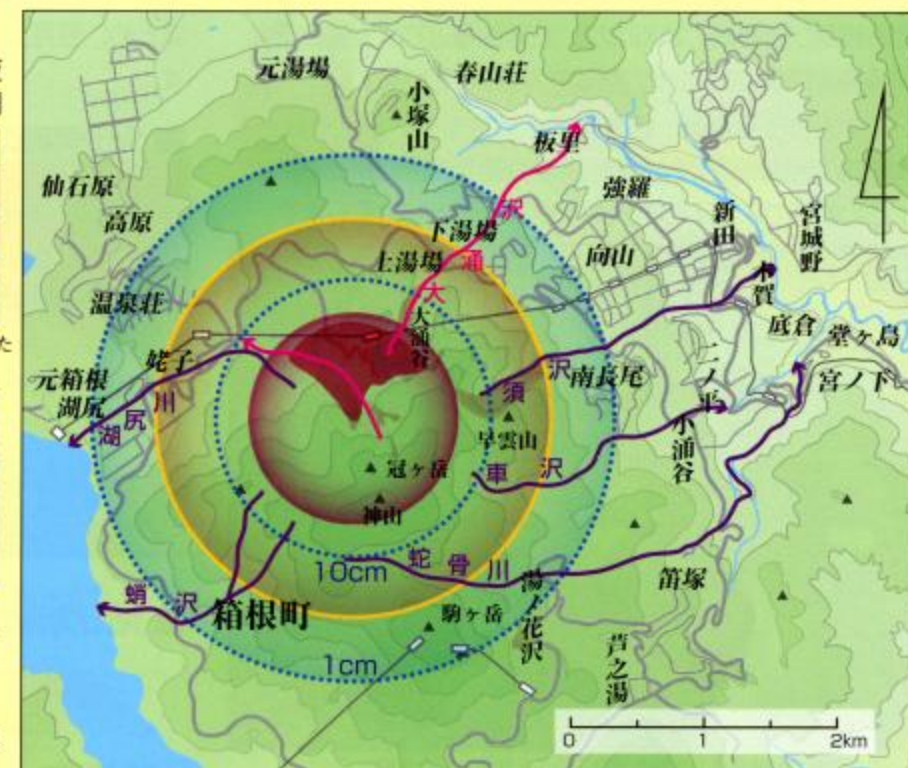 元湯場
春山荘
小塚山
板里
仙石原
高原
強羅
新田
宮城野
下湯場
上湯場
向山
大涌沢
大涌谷
温泉荘
木賀
底倉
堂ヶ島
姥子
須沢
南長尾
二ノ平
宮ノ下
元箱根
湖尻
湖尻川
早雲山
小涌谷
冠ヶ岳
車沢
神山
10cm
蛇骨川
湯ノ花沢
笛塚
蛸沢
箱根町
駒ヶ岳
芦之湯
1cm
0 1 2km
た